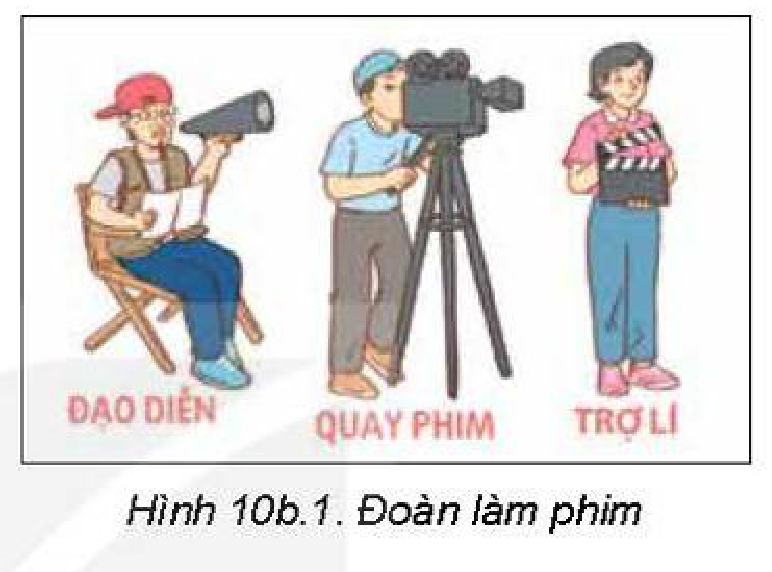 ĐẠO DIỄN
QUAY PHIM
TRỢ LÍ
Hình 10b.1. Đoàn làm phim